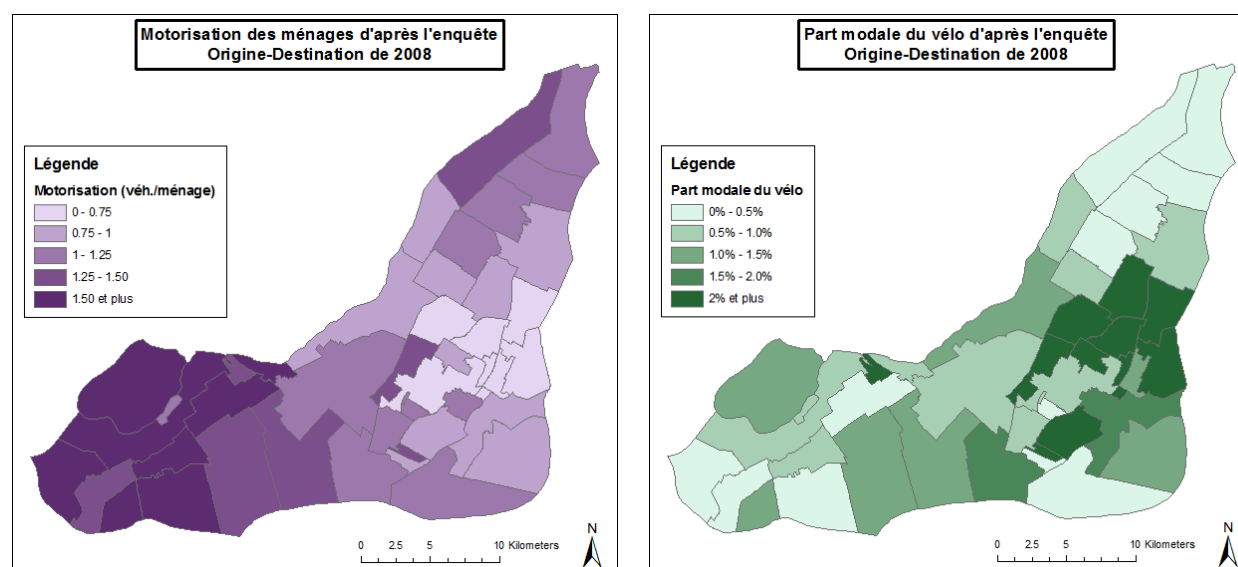 Motorisation des ménages d'après l'enquête
Origine-Destination de 2008
Légende
Motorisation (véh./ménage)
0 - 0.75
0.75 - 1
1 - 1.25
1.25 - 1.50
1.50 et plus
N
0 2.5 5 10 Kilometers
Part modale du vélo d'après l'enquête
Origine-Destination de 2008
Légende
Part modale du vélo
0% - 0.5%
0.5% - 1.0%
1.0% - 1.5%
1.5% - 2.0%
2% et plus
N
0 2.5 5 10 Kilometers